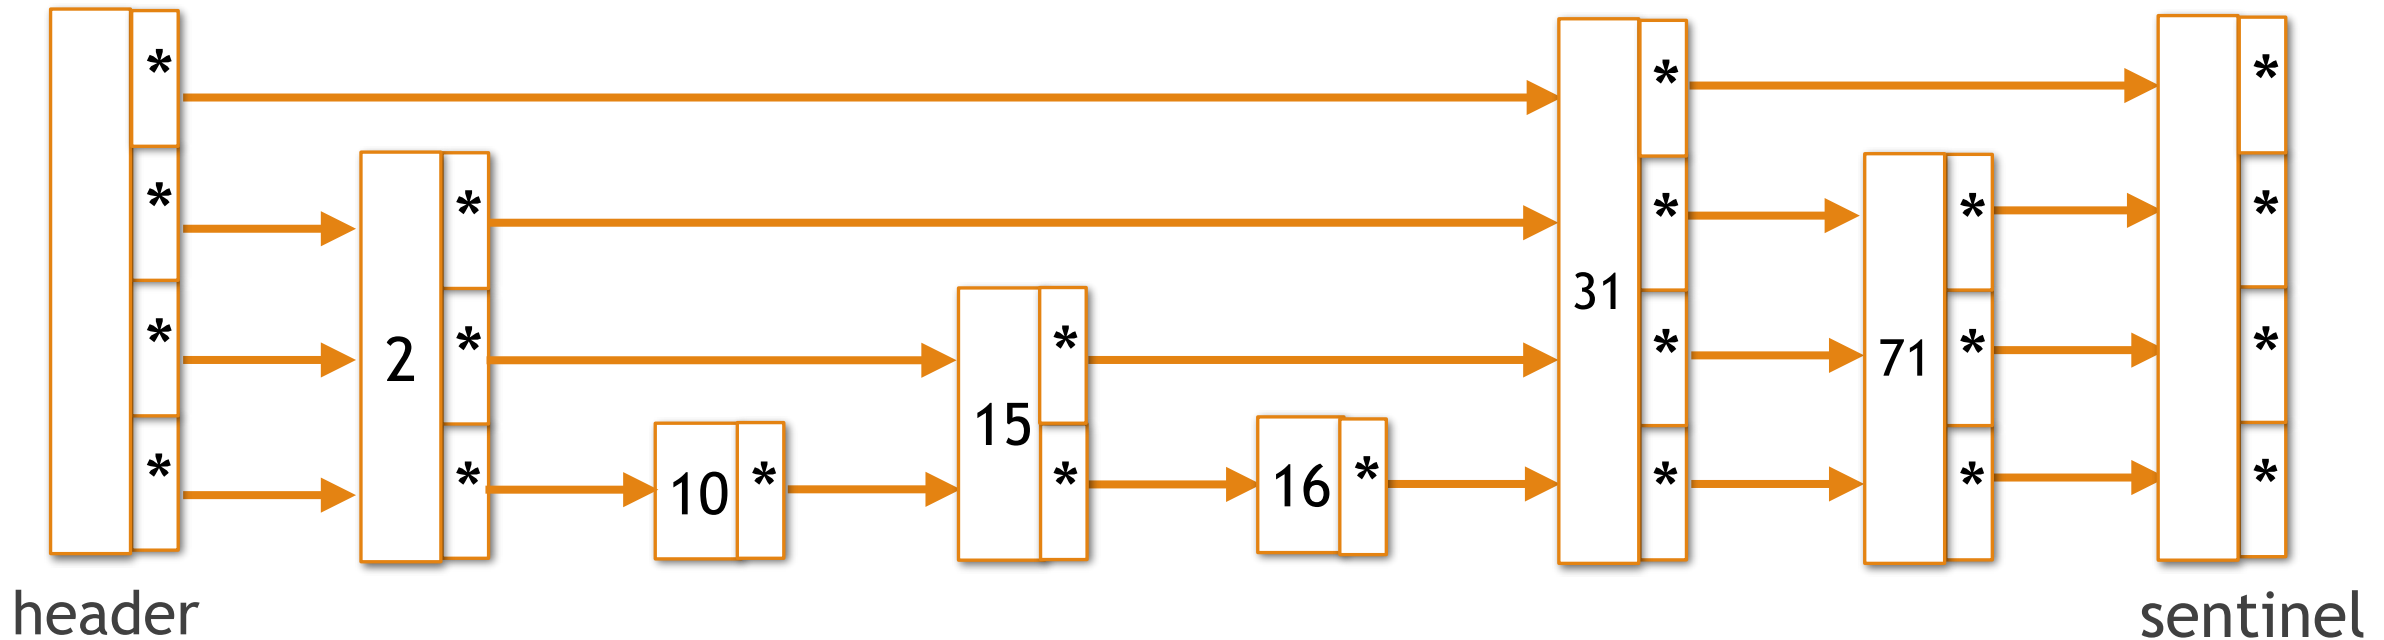 * * *
* * * * *
* * * * * *
* * * * * * * *
2 10 15 16 31 71
header sentinel